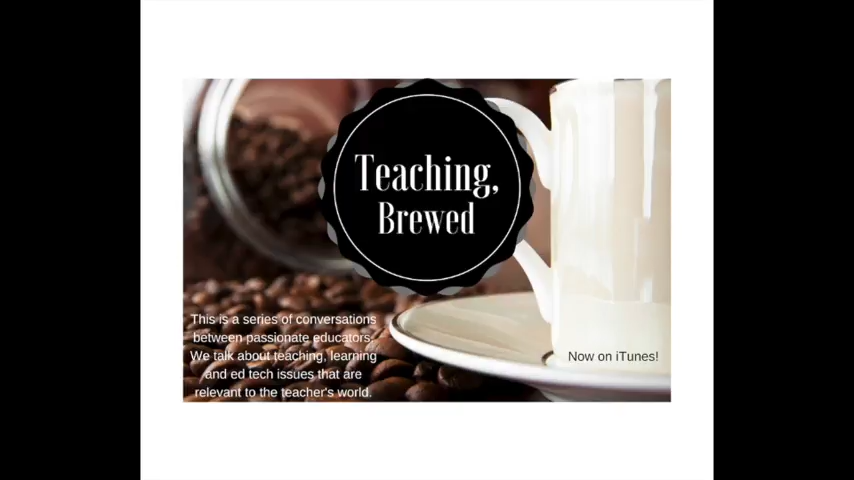 Teaching,
Brewed
This is a series of conversations
between passionate educators.
We talk about teaching, learning
and ed tech issues that are
relevant to the teacher's world.
Now on iTunes!